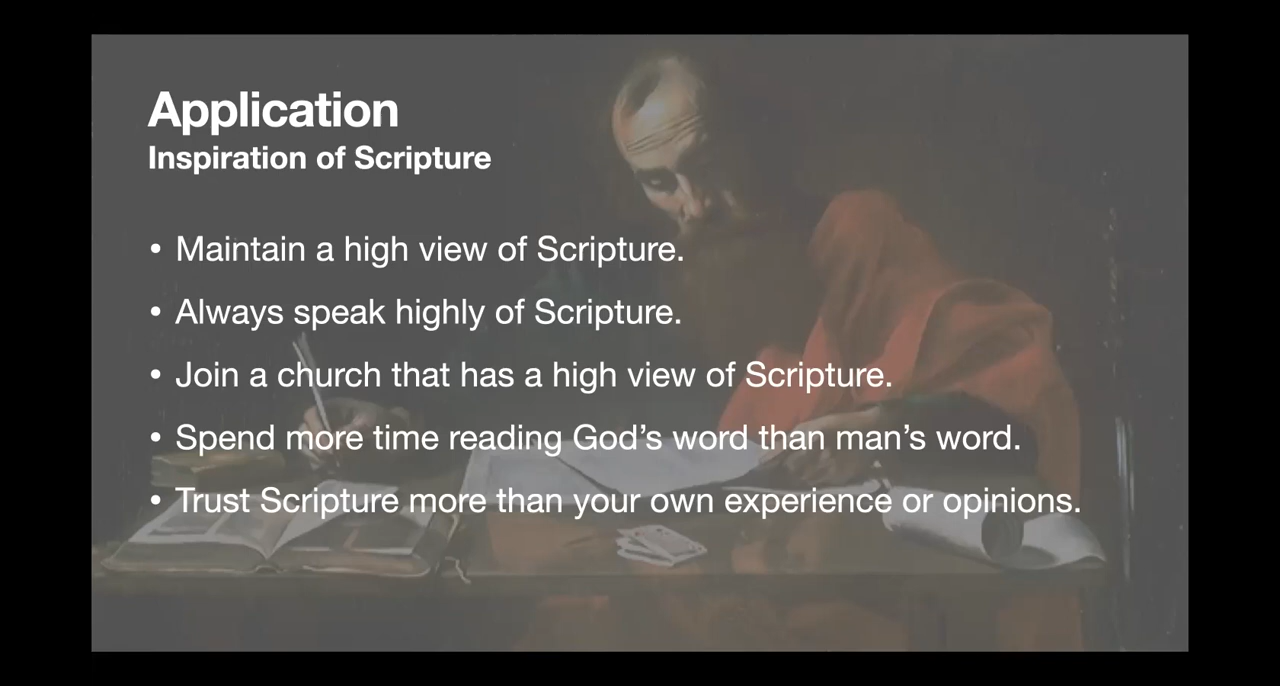 Application
Inspiration of Scripture
• Maintain a high view of Scripture.
• Always speak highly of Scripture.
• Join a church that has a high view of Scripture.
• Spend more time reading God’s word than man’s word.
• Trust Scripture more than your own experience or opinions.